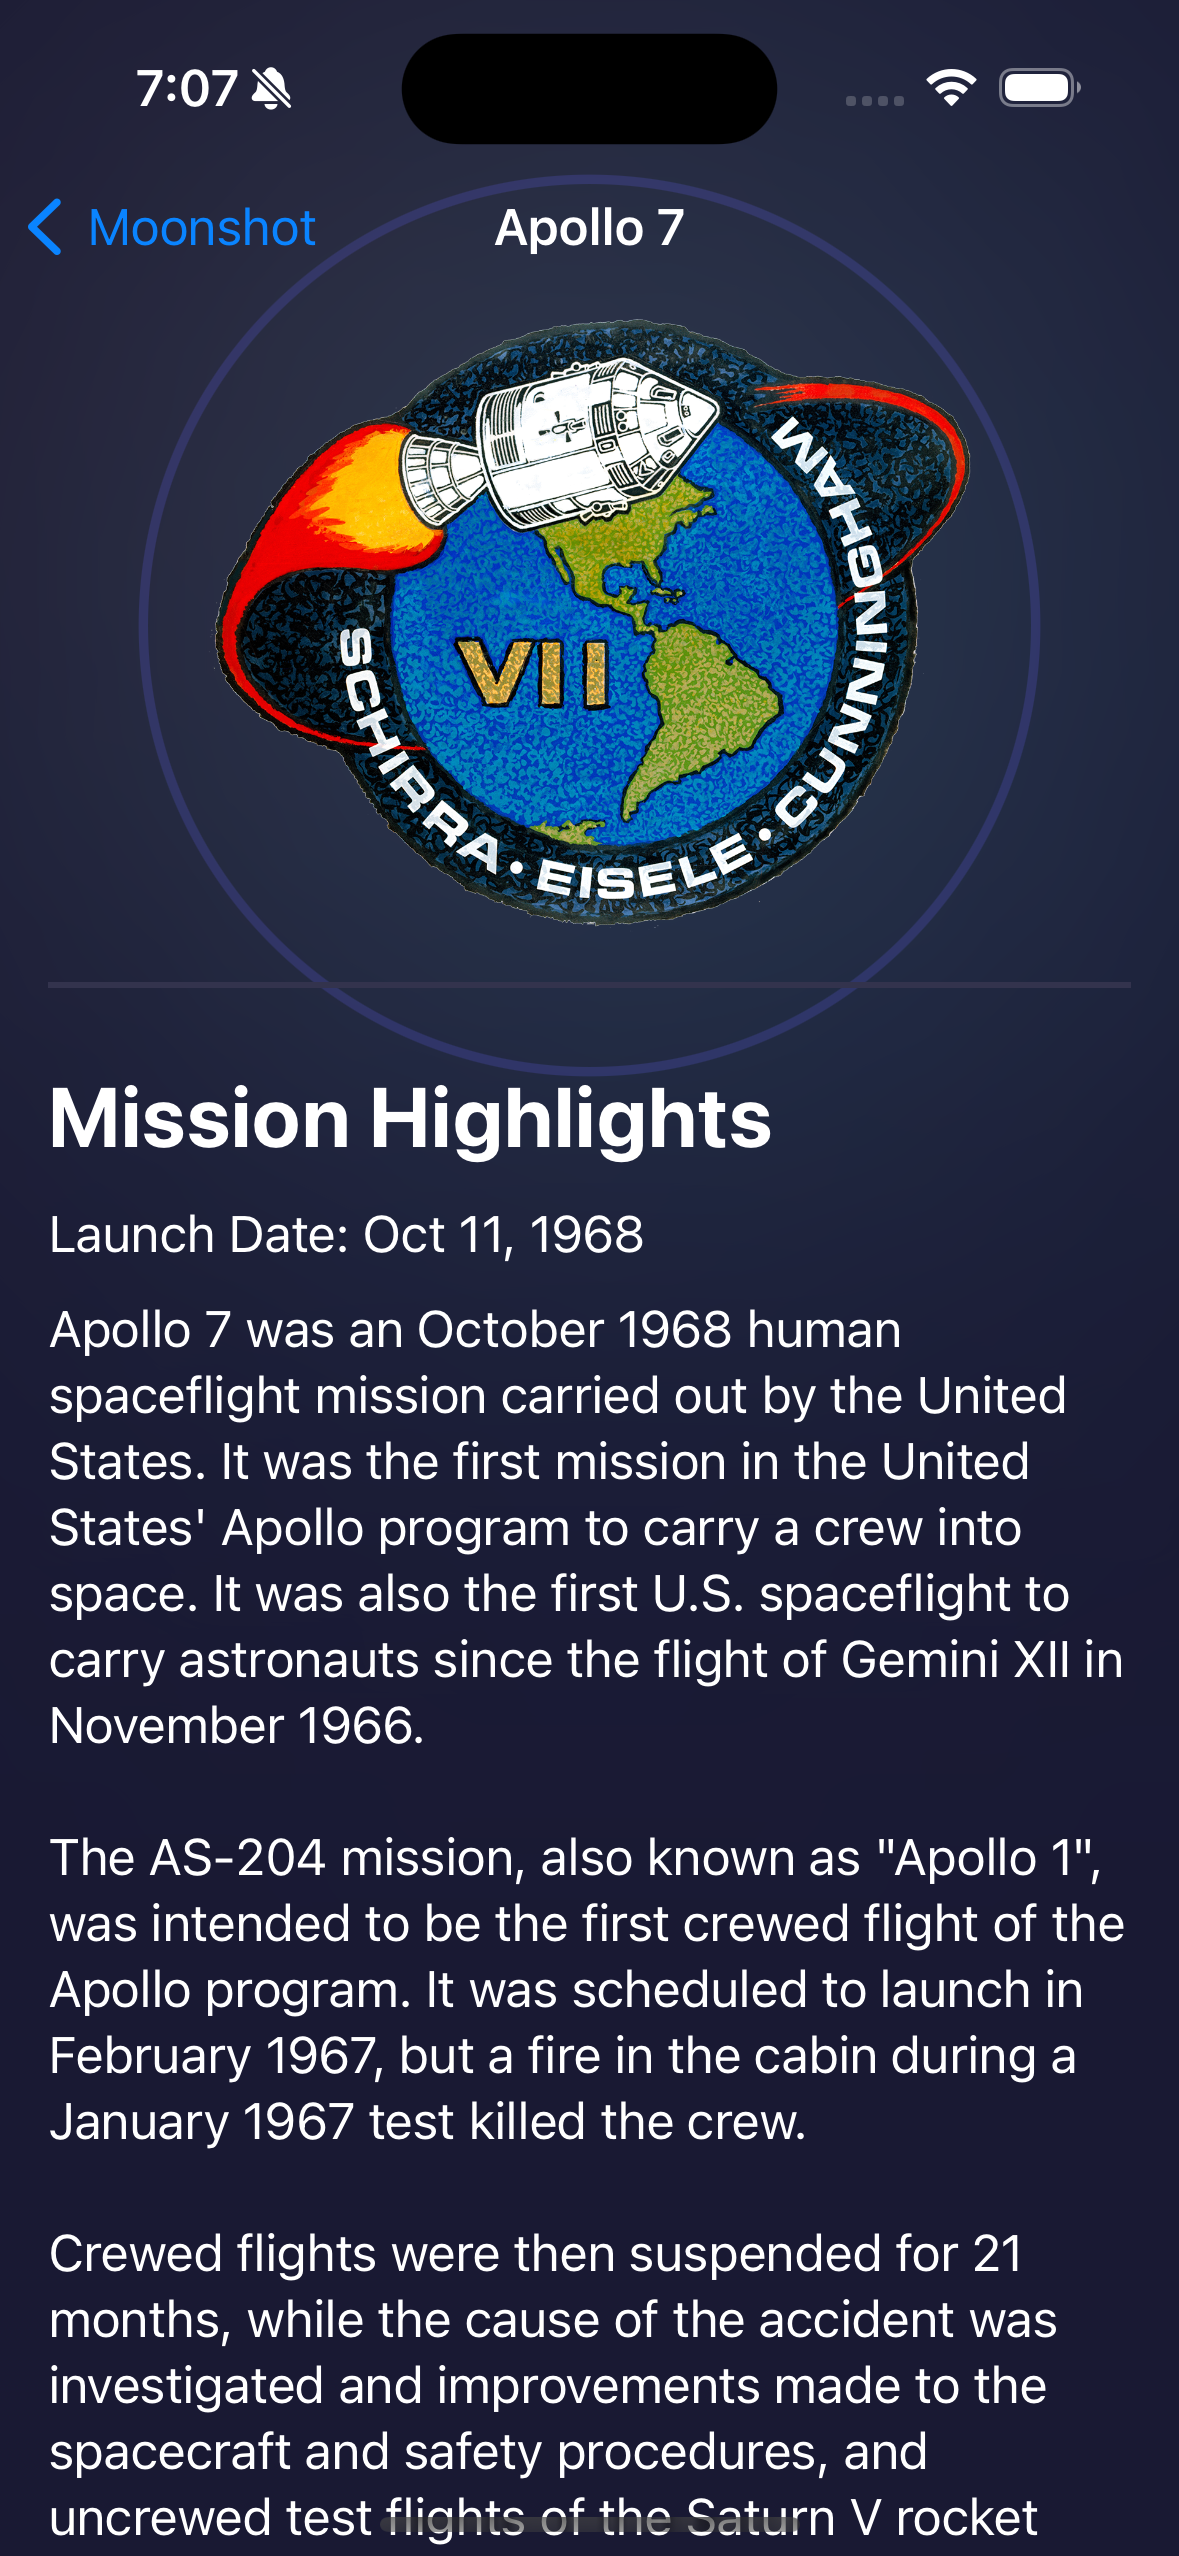 7:07
Moonshot
Apollo 7
VII
SCHIRRA • EISELE • CUNNINGHAM
Mission Highlights
Launch Date: Oct 11, 1968
Apollo 7 was an October 1968 human
spaceflight mission carried out by the United
States. It was the first mission in the United
States' Apollo program to carry a crew into
space. It was also the first U.S. spaceflight to
carry astronauts since the flight of Gemini XII in
November 1966.
The AS-204 mission, also known as "Apollo 1",
was intended to be the first crewed flight of the
Apollo program. It was scheduled to launch in
February 1967, but a fire in the cabin during a
January 1967 test killed the crew.
Crewed flights were then suspended for 21
months, while the cause of the accident was
investigated and improvements made to the
spacecraft and safety procedures, and
uncrewed test flights of the Saturn V rocket